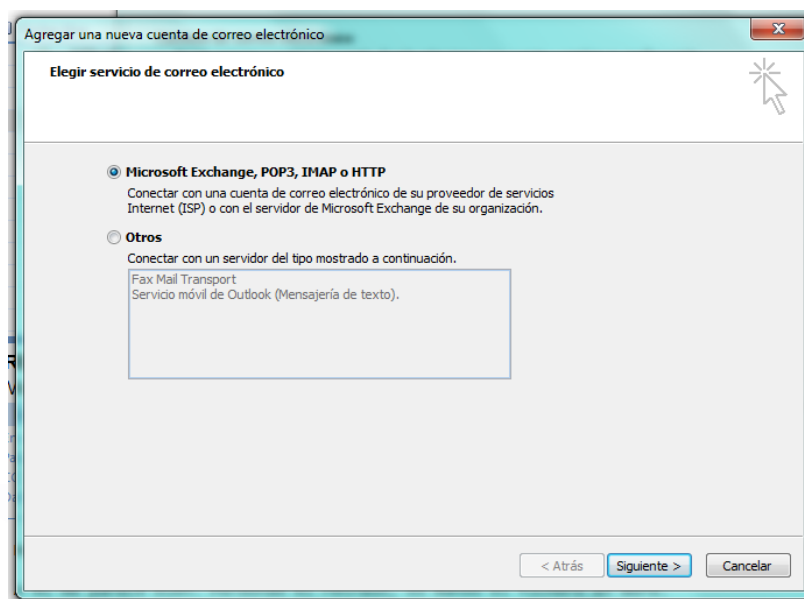 Agregar una nueva cuenta de correo electrónico
Elegir servicio de correo electrónico
Microsoft Exchange, POP3, IMAP o HTTP
Conectar con una cuenta de correo electrónico de su proveedor de servicios
Internet (ISP) o con el servidor de Microsoft Exchange de su organización.
Otros
Conectar con un servidor del tipo mostrado a continuación.
Fax Mail Transport
Servicio móvil de Outlook (Mensajería de texto).
< Atrás
Siguiente >
Cancelar